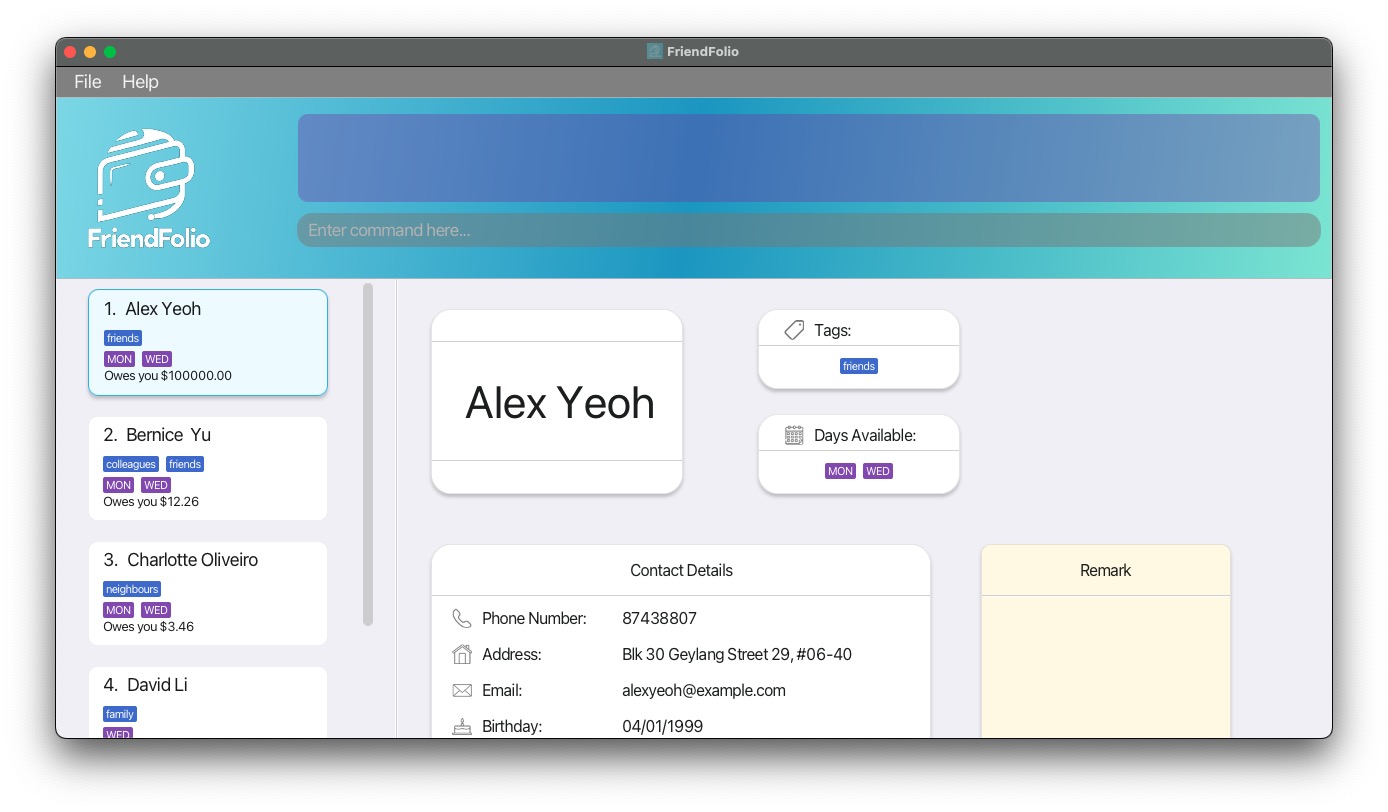 FriendFolio
File Help
FriendFolio
Enter command here...
1. Alex Yeoh
friends
MON WED
Owes you $100000.00
2. Bernice Yu
colleagues friends
MON WED
Owes you $12.26
3. Charlotte Oliveiro
neighbours
MON WED
Owes you $3.46
4. David Li
family
WED
Alex Yeoh
Tags:
friends
Days Available:
MON WED
Contact Details
Phone Number: 87438807
Address: Blk 30 Geylang Street 29, #06-40
Email: alexyeoh@example.com
Birthday: 04/01/1999
Remark